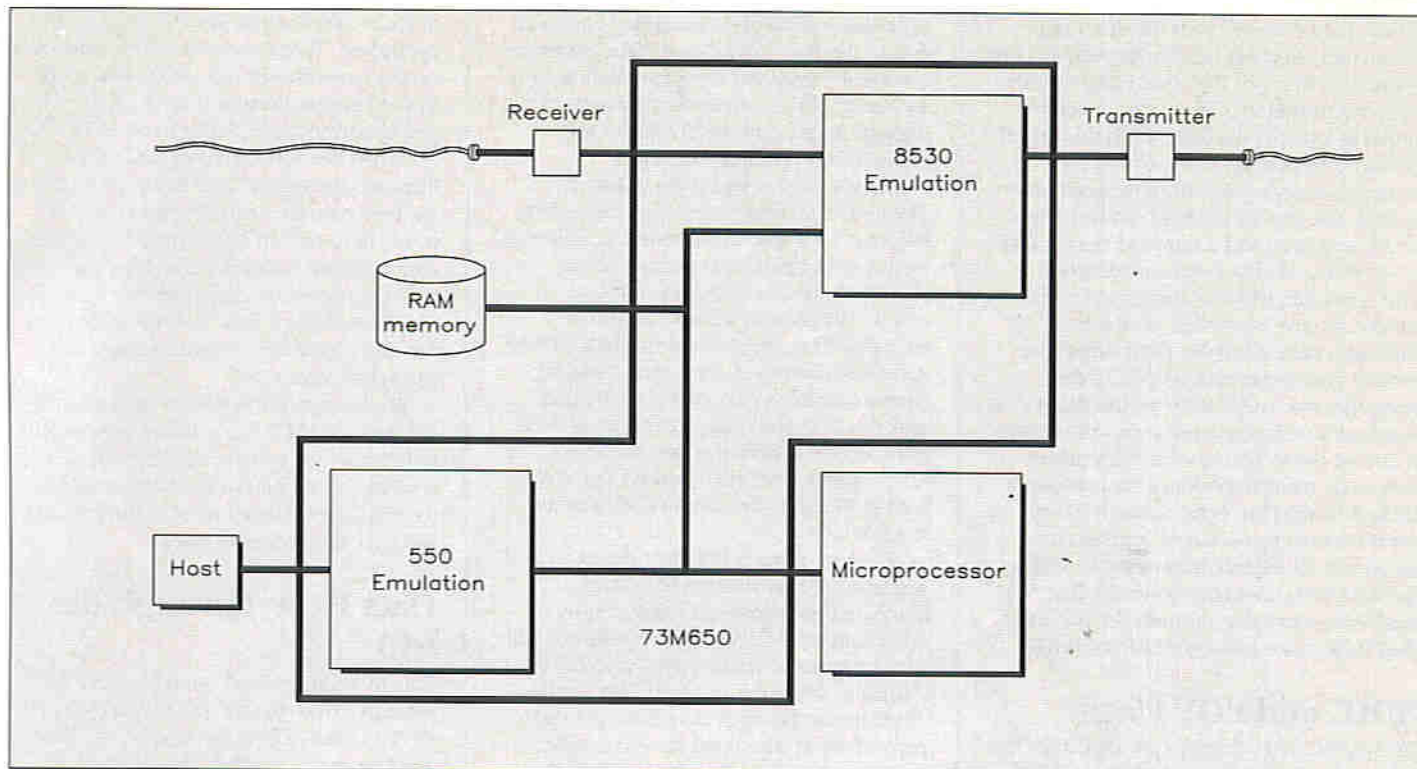 Receiver
Transmitter
8530
Emulation
RAM
memory
Host
550
Emulation
Microprocessor
73M650